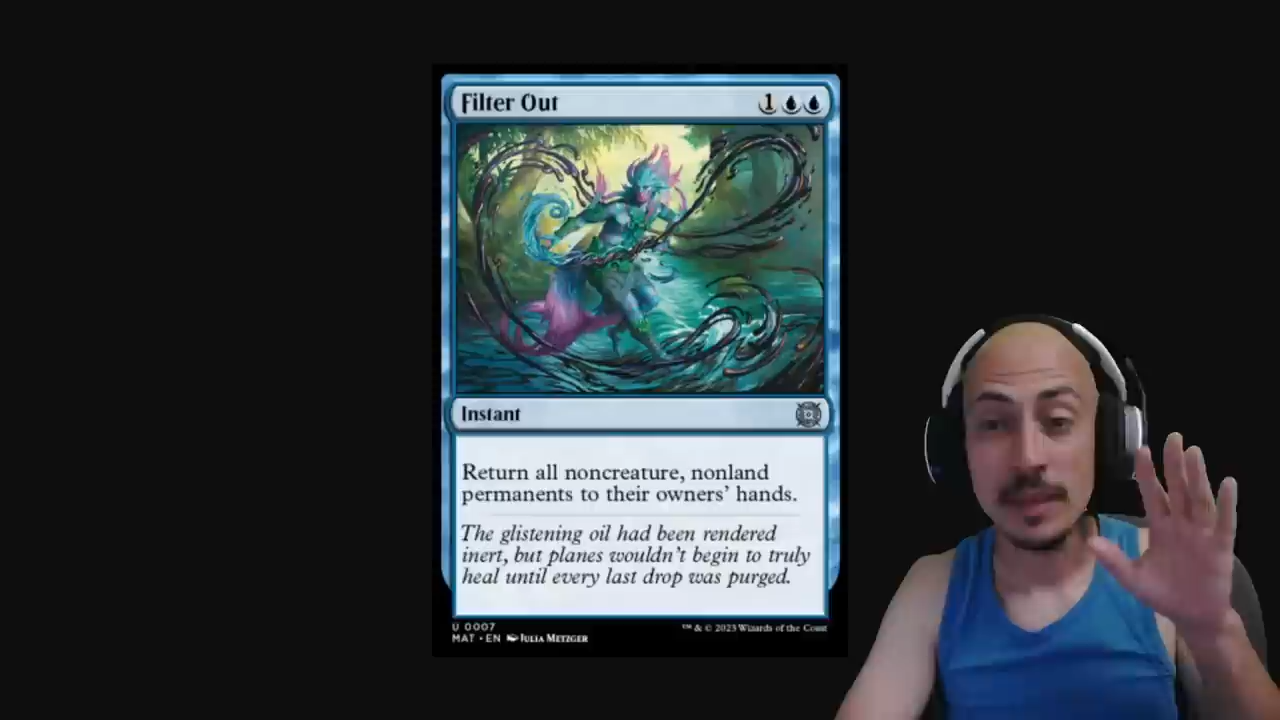 Filter Out 1
Instant
Return all noncreature, nonland
permanents to their owners' hands.
The glistening oil had been rendered
inert, but planes wouldn't begin to truly
heal until every last drop was purged.
U 0007
MAT • EN Julia Metzger
™ & © 2023 Wizards of the Coast